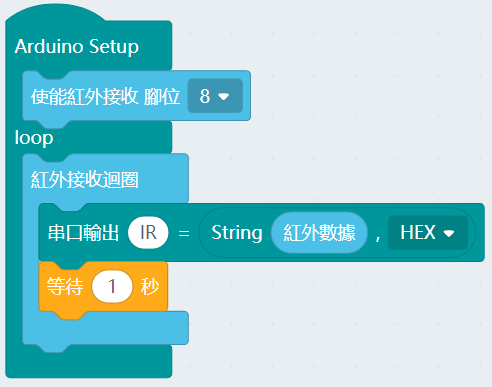 Arduino Setup
使能紅外接收 腳位 8
loop
紅外接收迴圈
串口輸出 IR = String 紅外數據 , HEX
等待 1 秒